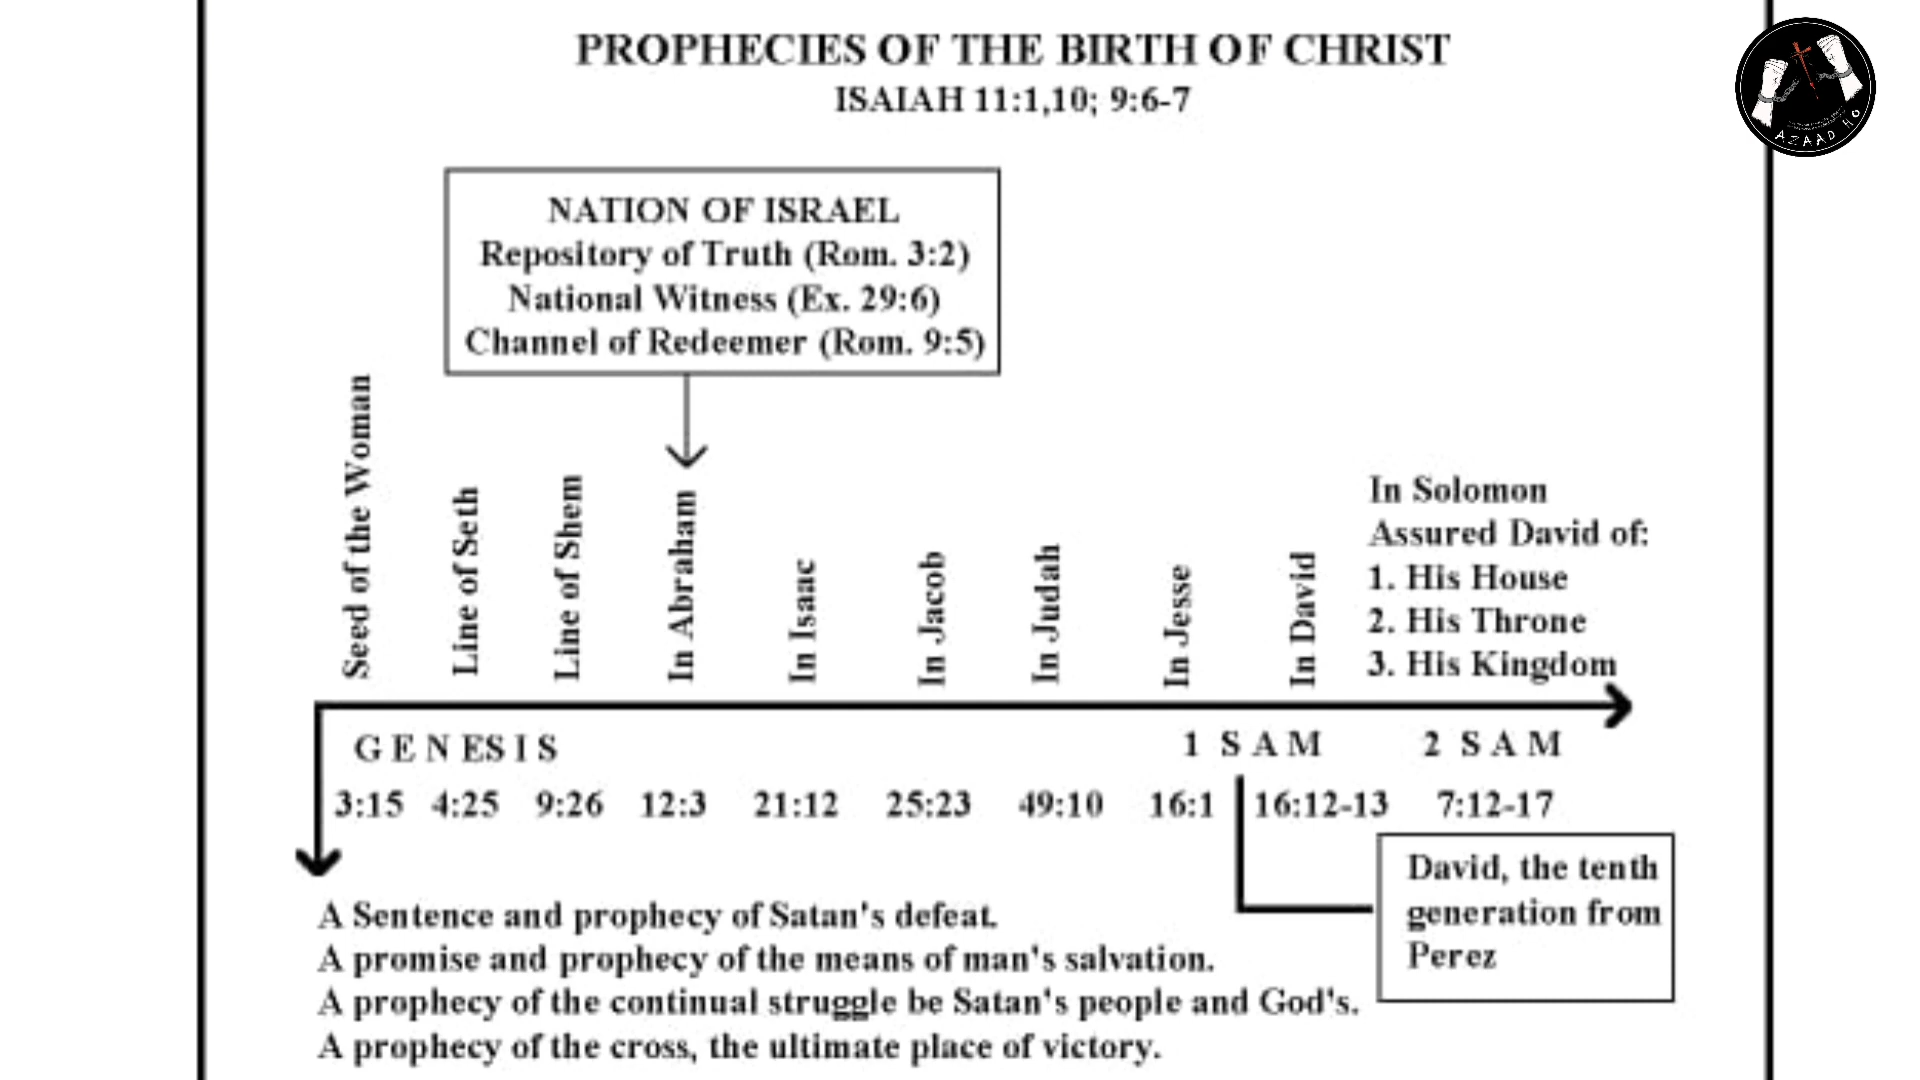 PROPHECIES OF THE BIRTH OF CHRIST
ISAIAH 11:1,10; 9:6-7
AZAAD HO
NATION OF ISRAEL
Repository of Truth (Rom. 3:2)
National Witness (Ex. 29:6)
Channel of Redeemer (Rom. 9:5)
Seed of the Woman
Line of Seth
Line of Shem
In Abraham
In Isaac
In Jacob
In Judah
In Jesse
In David
In Solomon
Assured David of:
1. His House
2. His Throne
3. His Kingdom
GENESIS
1 SAM
2 SAM
3:15 4:25 9:26 12:3 21:12 25:23 49:10 16:1 16:12-13 7:12-17
David, the tenth
generation from
Perez
A Sentence and prophecy of Satan's defeat.
A promise and prophecy of the means of man's salvation.
A prophecy of the continual struggle be Satan's people and God's.
A prophecy of the cross, the ultimate place of victory.